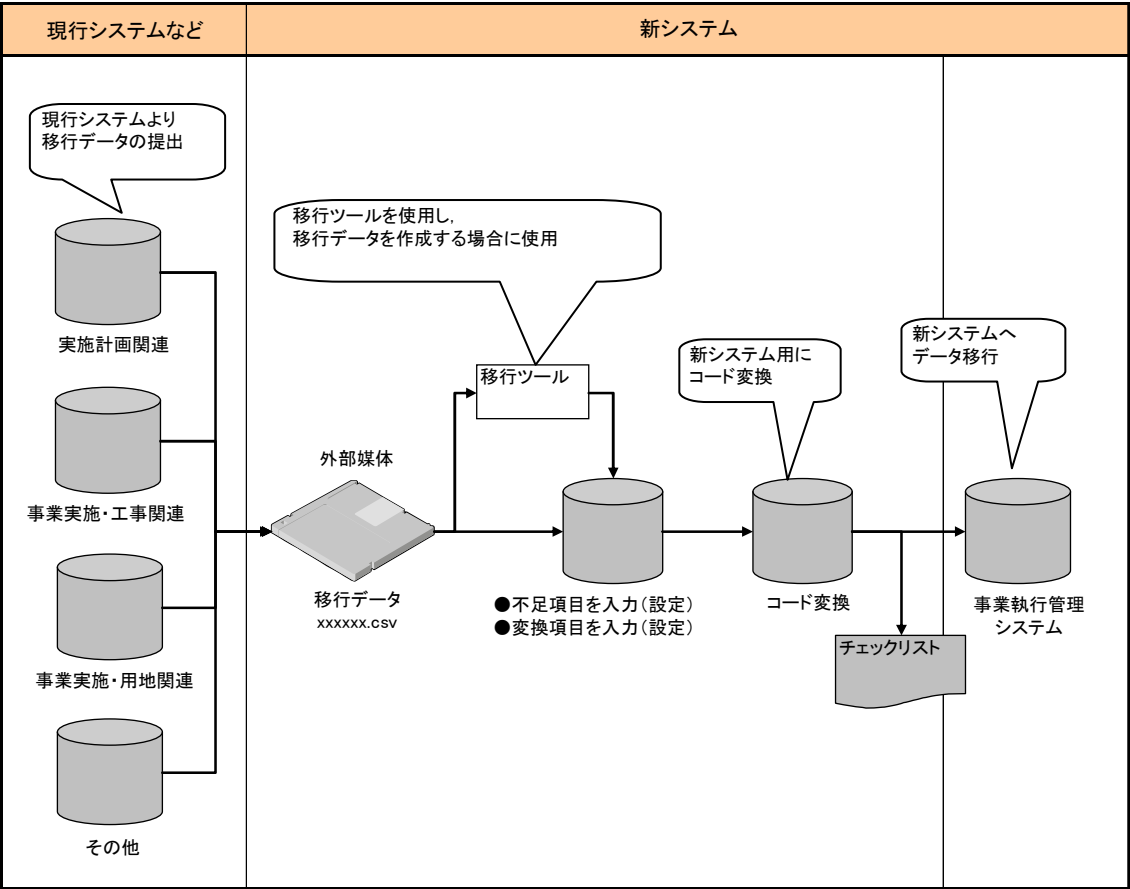 現行システムなど
新システム
現行システムより
移行データの提出
実施計画関連
事業実施・工事関連
事業実施・用地関連
その他
移行ツールを使用し,
移行データを作成する場合に使用
移行ツール
外部媒体
移行データ
xxxxxx.csv
●不足項目を入力(設定)
●変換項目を入力(設定)
新システム用に
コード変換
コード変換
チェックリスト
新システムへ
データ移行
事業執行管理
システム